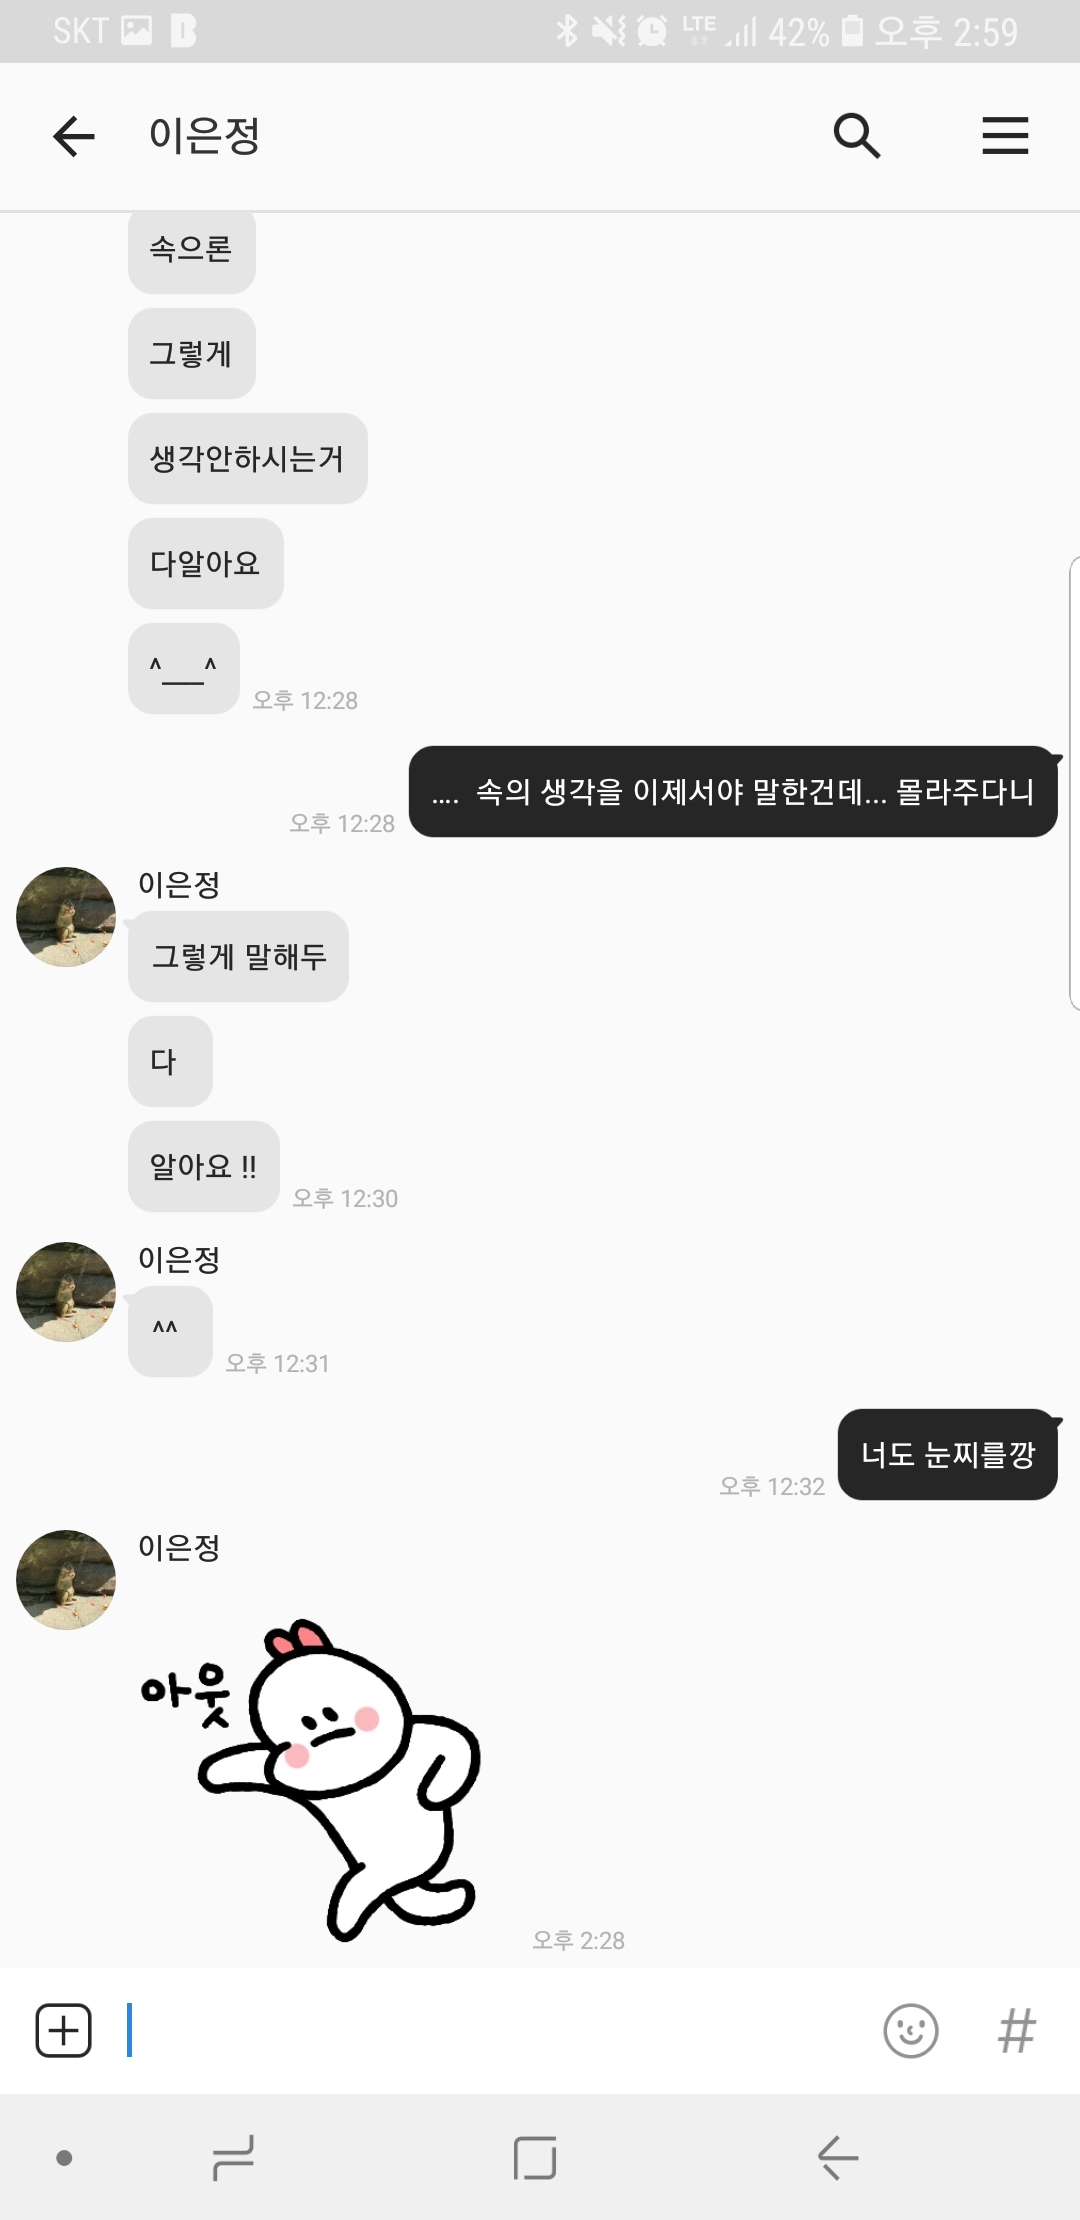 SKT
LTE 42% 오후 2:59
이은정
속으론
그렇게
생각안하시는거
다알아요
^___^
오후 12:28
.... 속의 생각을 이제서야 말한건데... 몰라주다니
오후 12:28
이은정
그렇게 말해두
다
알아요 !!
오후 12:30
이은정
^^
오후 12:31
너도 눈찌를깡
오후 12:32
이은정
아웃
오후 2:28
#